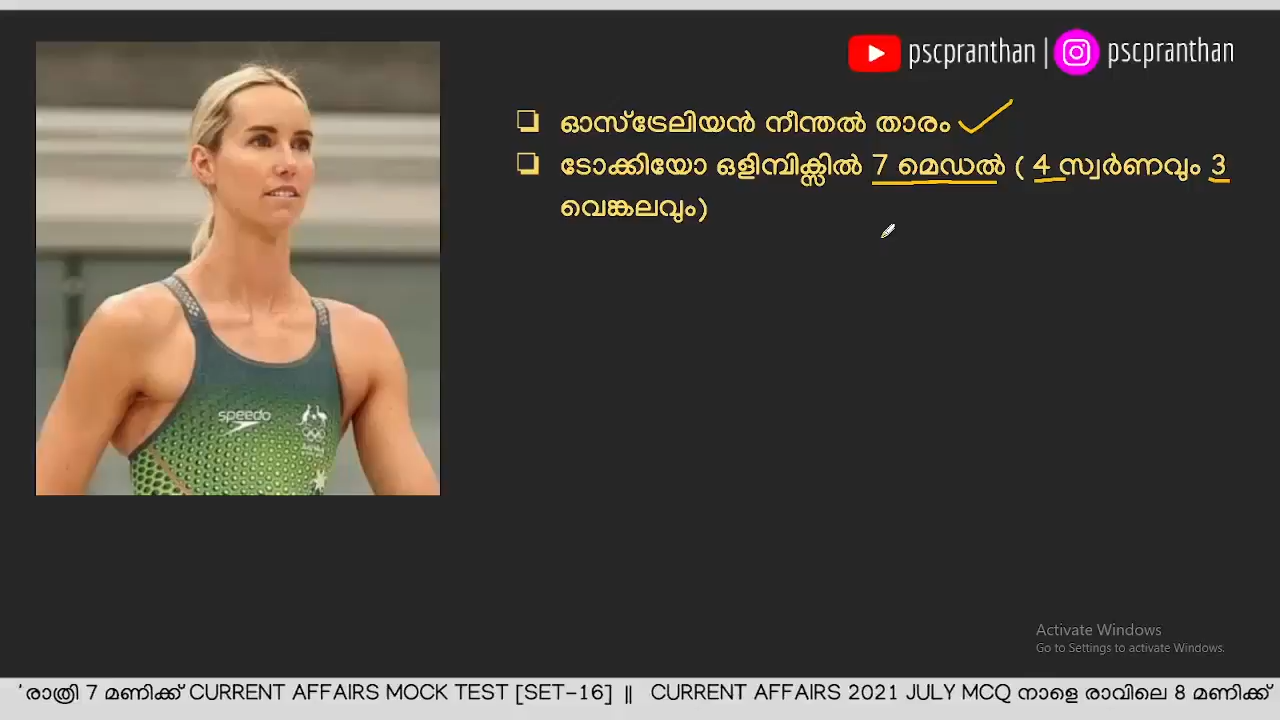 pscpranthan | pscpranthan
ഓസ്ട്രേലിയൻ നീന്തൽ താരം
ടോക്കിയോ ഒളിമ്പിക്സിൽ 7 മെഡൽ ( 4 സ്വർണവും 3
വെങ്കലവും)
speedo
Activate Windows
Go to Settings to activate Windows.
'രാത്രി 7 മണിക്ക് CURRENT AFFAIRS MOCK TEST [SET-16] || CURRENT AFFAIRS 2021 JULY MCQ നാളെ രാവിലെ 8 മണിക്ക്